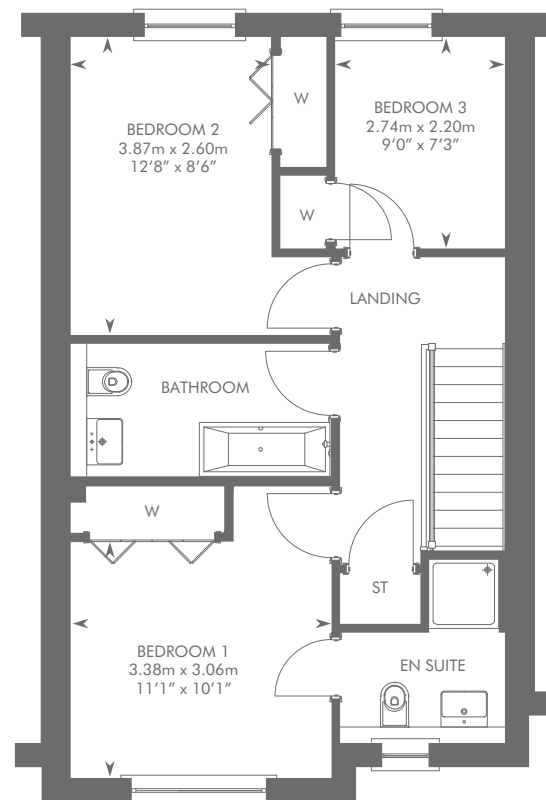 BEDROOM 2
3.87m x 2.60m
12’8” x 8’6”
W
BEDROOM 3
2.74m x 2.20m
9’0” x 7’3”
W
LANDING
BATHROOM
W
ST
BEDROOM 1
3.38m x 3.06m
11’1” x 10’1”
EN SUITE